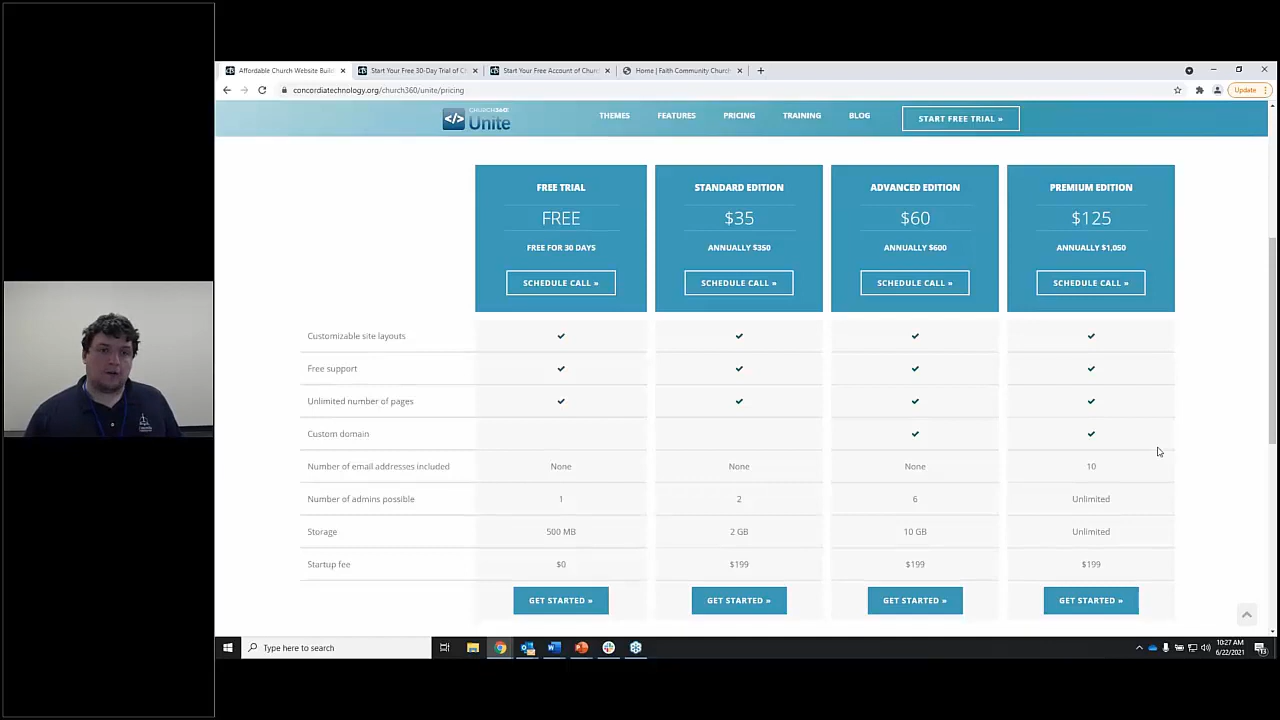 Affordable Church Website Build
Start Your Free 30-Day Trial of C
Start Your Free Account of Churc
Home | Faith Community Church
concordiatechnology.org/church360/unite/pricing
Update
CHURCH360°
Unite
THEMES
FEATURES
PRICING
TRAINING
BLOG
START FREE TRIAL »
FREE TRIAL
STANDARD EDITION
ADVANCED EDITION
PREMIUM EDITION
FREE
$35
$60
$125
FREE FOR 30 DAYS
ANNUALLY $350
ANNUALLY $600
ANNUALLY $1,050
SCHEDULE CALL »
SCHEDULE CALL »
SCHEDULE CALL »
SCHEDULE CALL »
Customizable site layouts
Free support
Unlimited number of pages
Custom domain
Number of email addresses included None None None 10
Number of admins possible 1 2 6 Unlimited
Storage 500 MB 2 GB 10 GB Unlimited
Startup fee $0 $199 $199 $199
GET STARTED »
GET STARTED »
GET STARTED »
GET STARTED »
Type here to search
10:27 AM
6/22/2021